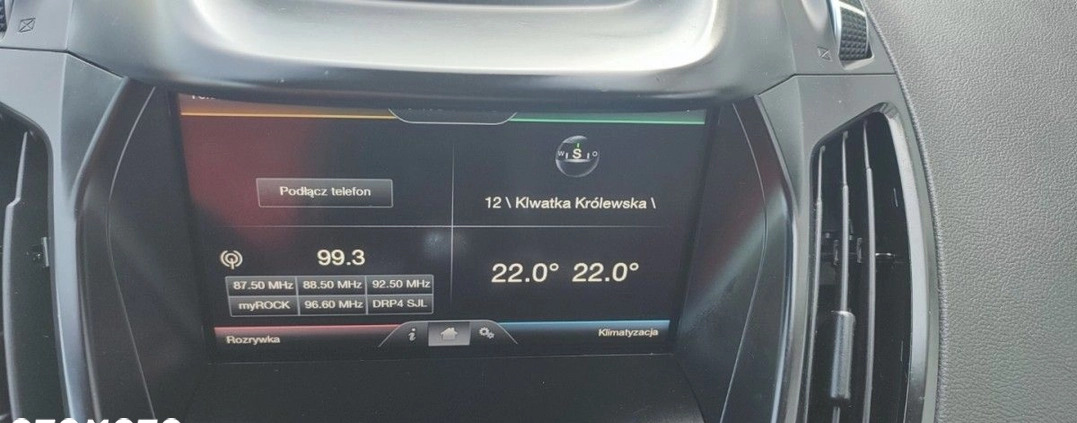 W S O
Podłącz telefon
12 \ Klwatka Królewska \
99.3
22.0° 22.0°
87.50 MHz 88.50 MHz 92.50 MHz
myROCK 96.60 MHz DRP4 SJL
Rozrywka
i
Klimatyzacja